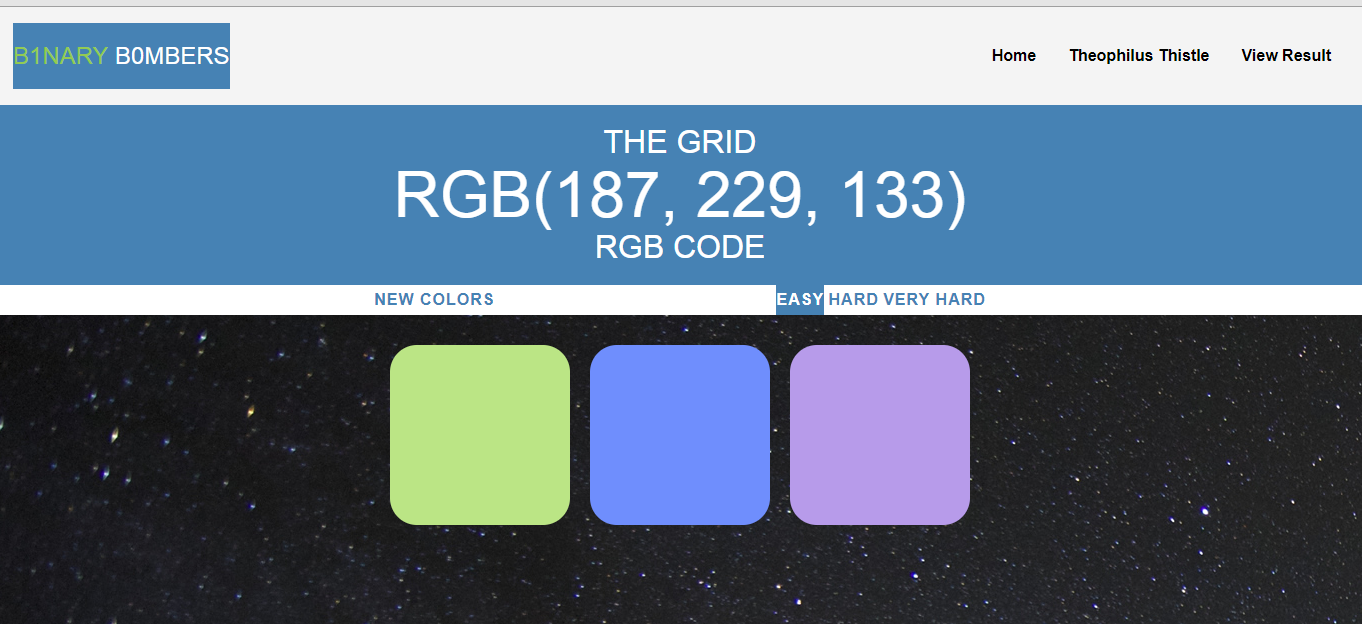 B1NARY B0MBERS
Home Theophilus Thistle View Result
THE GRID
RGB(187, 229, 133)
RGB CODE
NEW COLORS EASY HARD VERY HARD